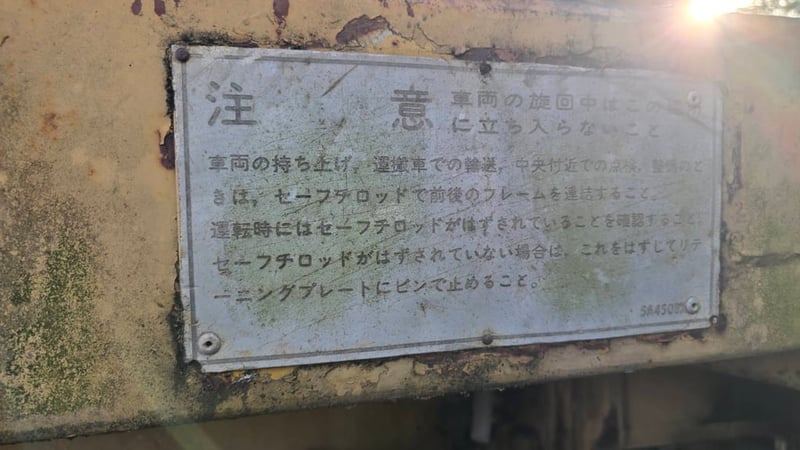 注意 車両の旋回中はこの
に立ち入らないこと
車両の持ち上げ,運搬車での輸送,中央付近での点検,整備のと
きは,セーフチロッドで前後のフレームを連結すること。
運転時にはセーフチロッドがはずされていることを確認すること。
セーフチロッドがはずされていない場合は,これをはずしてリテ
ーニングプレートにピンで止めること。